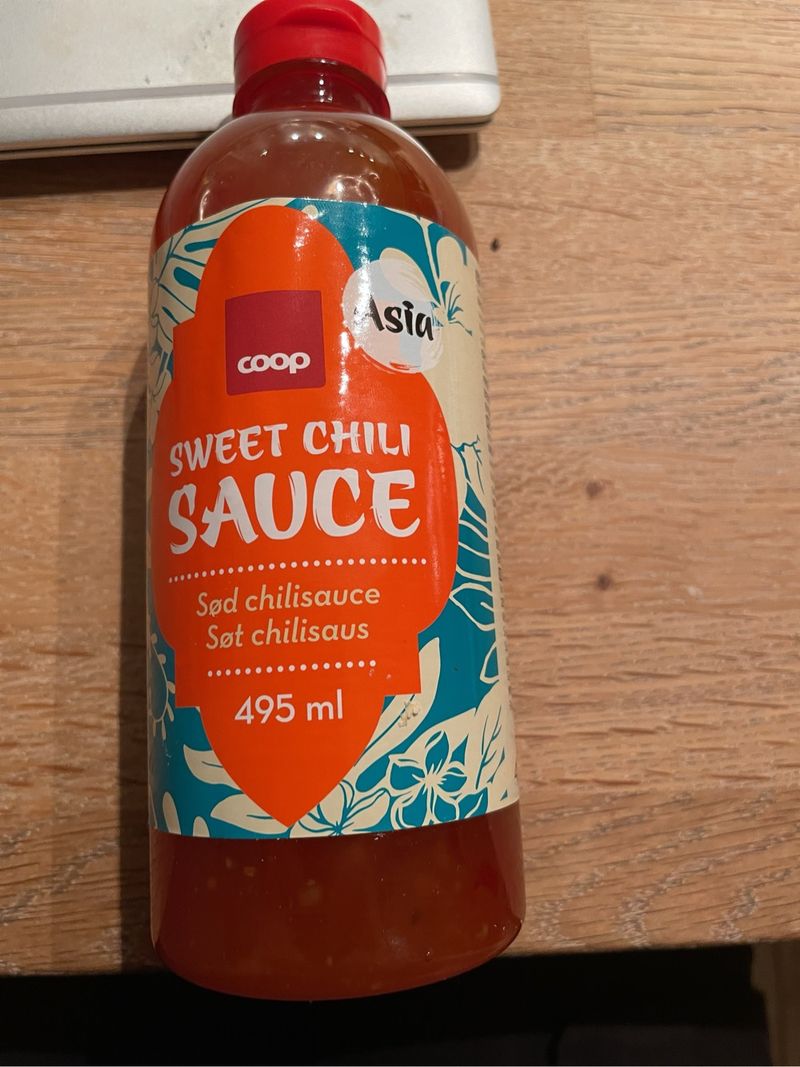 Asia
coop
SWEET CHILI
SAUCE
Sød chilisauce
Søt chilisaus
495 ml